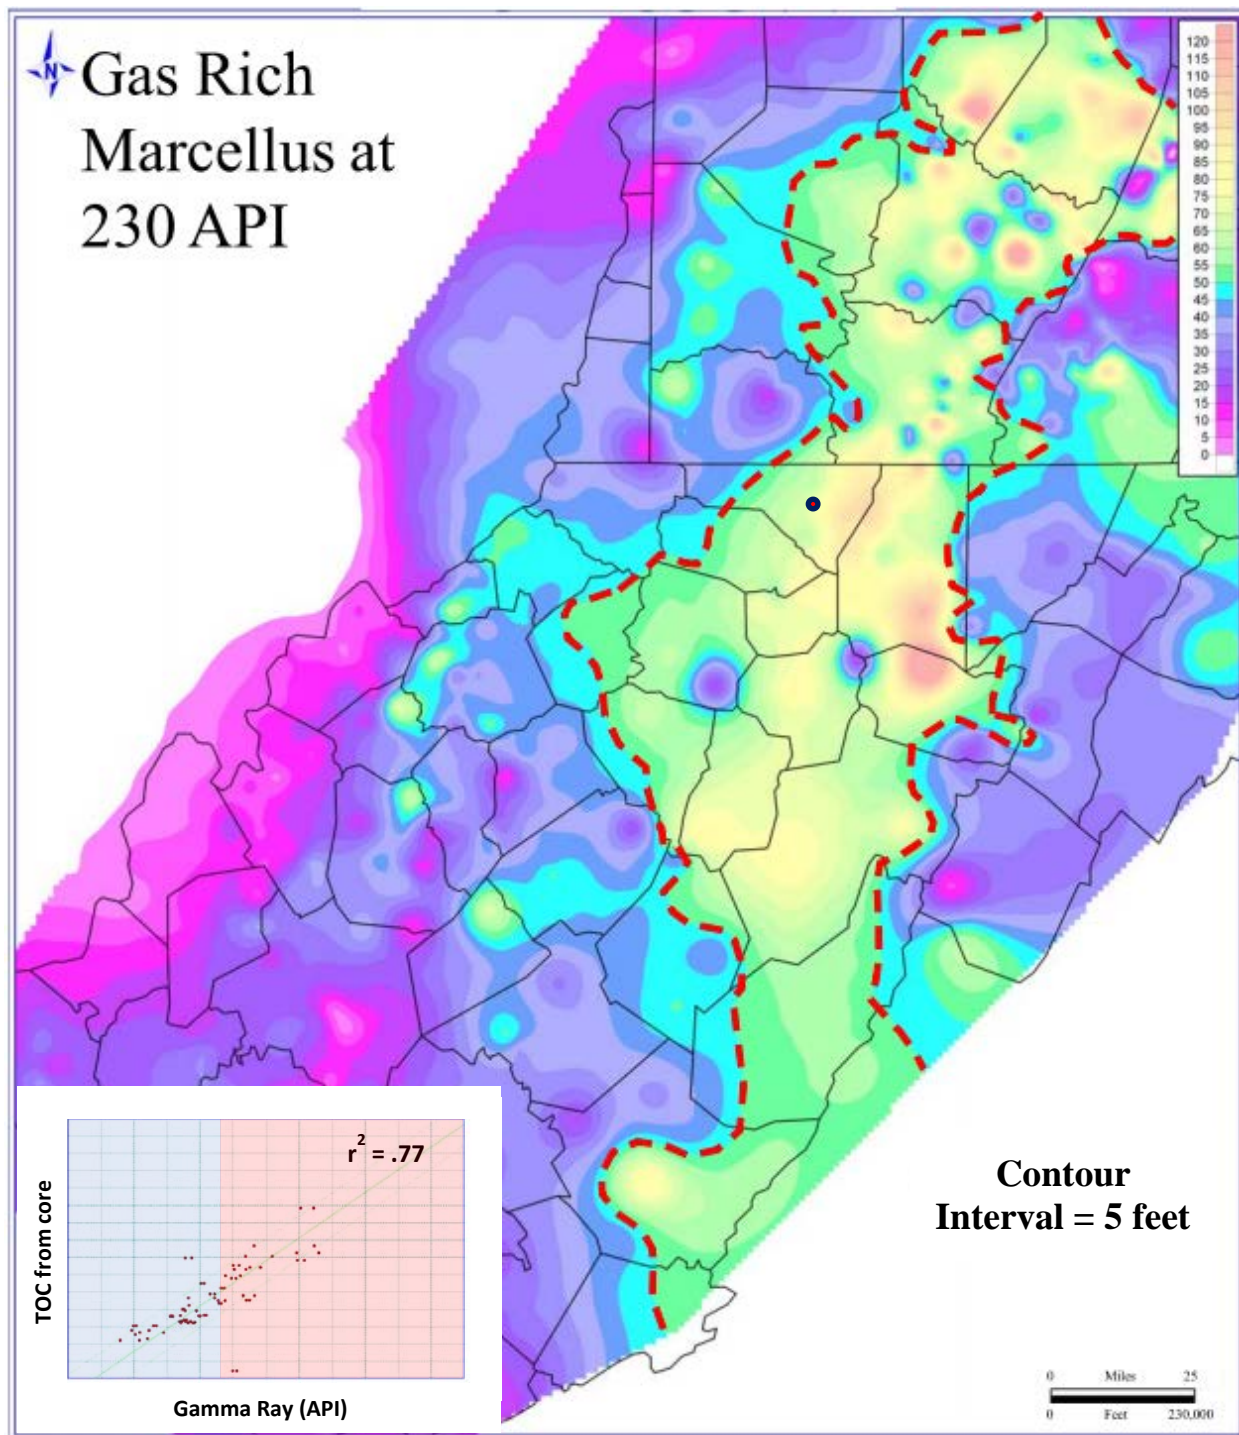 N
Gas Rich
Marcellus at
230 API
120
115
110
105
100
95
90
85
80
75
70
65
60
55
50
45
40
35
30
25
20
15
10
5
0
r² = .77
TOC from core
Gamma Ray (API)
Contour
Interval = 5 feet
0 Miles 25
0 Feet 230,000